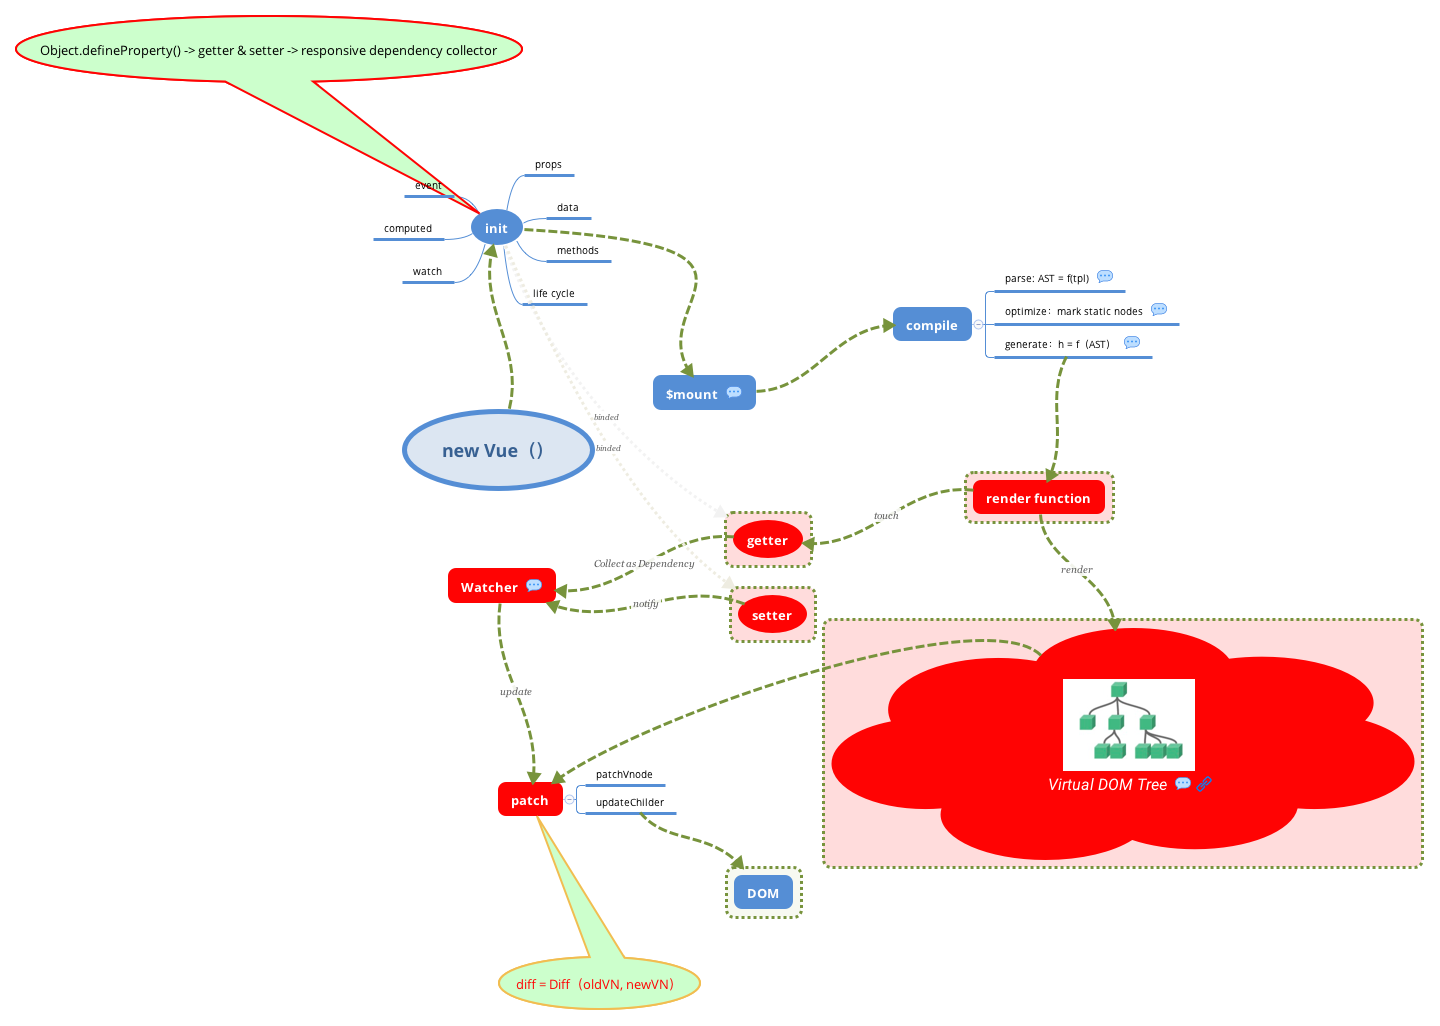 Object.defineProperty() -> getter & setter -> responsive dependency collector
props
event
data
init
computed
methods
watch
life cycle
parse: AST = f(tpl)
optimize：mark static nodes
generate：h = f（AST）
compile
$mount
binded
binded
new Vue（）
render function
touch
getter
Collect as Dependency
render
Watcher
notify
setter
update
Virtual DOM Tree
patchVnode
patch
updateChilder
DOM
diff = Diff（oldVN, newVN）